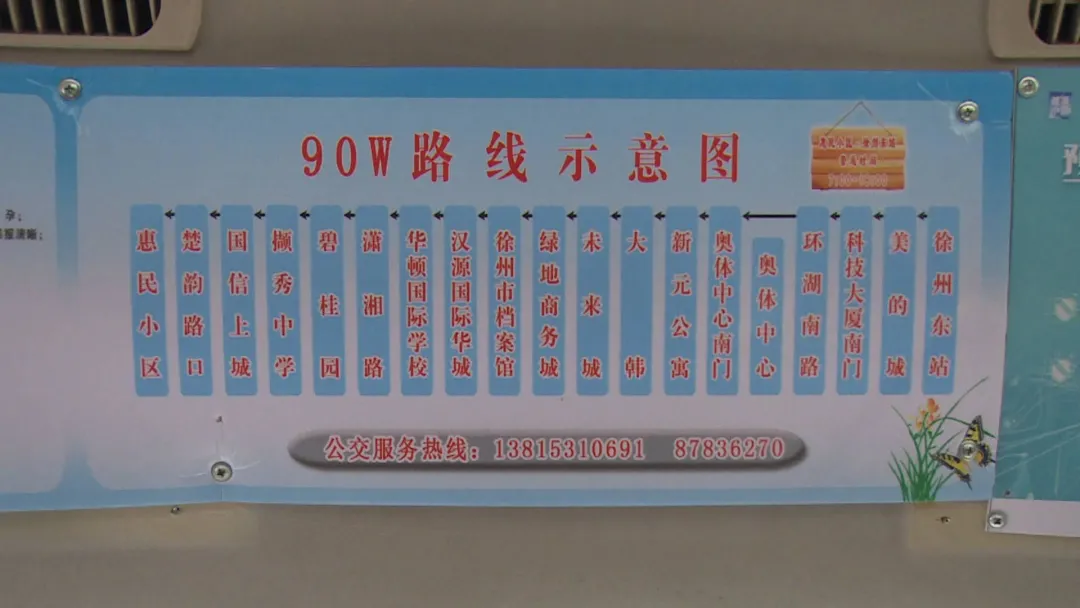 孕;
90W路线示意图
惠民小区
楚韵路口
国信上城
撷秀中学
碧桂园
潇湘路
华顿国际学校
汉源国际华城
徐州市档案馆
绿地商务城
未来城
大韩
新元公寓
奥体中心南门
奥体中心
环湖南路
科技大厦南门
美的城
徐州东站
公交服务热线：13815310691 87836270